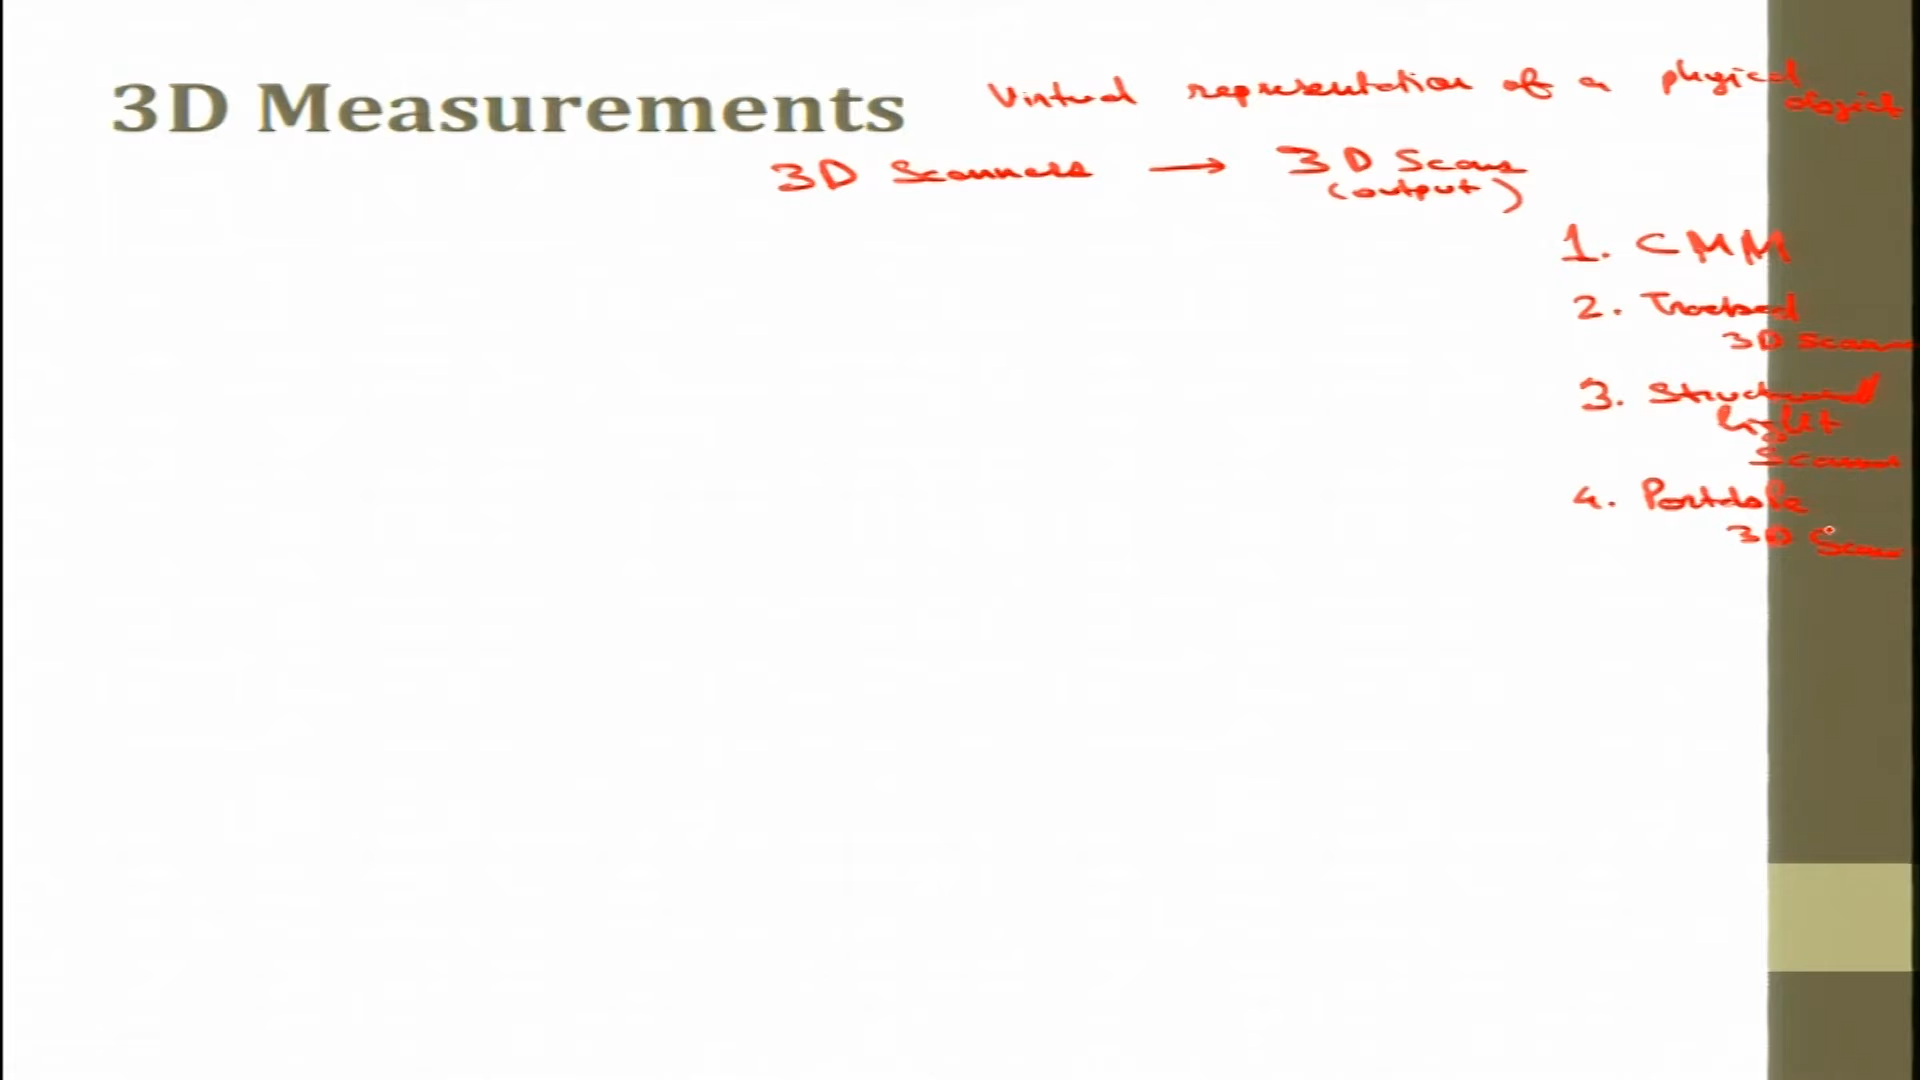 3D Measurements
Virtual representation of a physical
object
3D Scanners → 3D Scans
(output)
1. CMM
2. Tracked
3D Scanner
3. Structured
light
Scanner
4. Portable
3D Scan